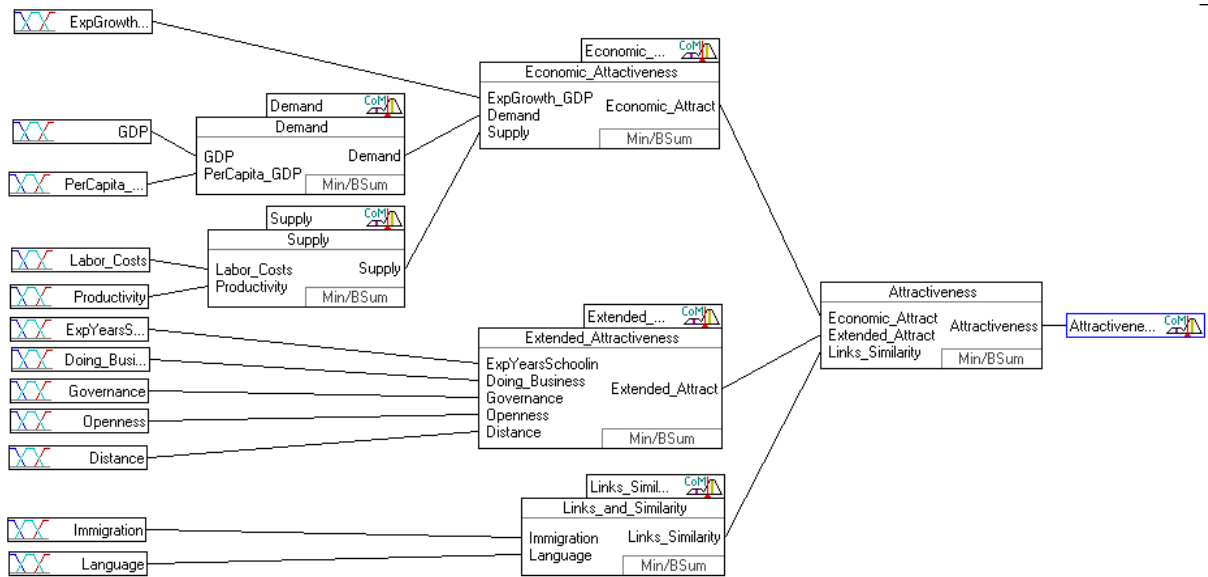 ExpGrowth...
GDP
PerCapita_...
Labor_Costs
Productivity
ExpYearsS...
Doing_Busi...
Governance
Openness
Distance
Immigration
Language
Demand
CoM
Demand
GDP
PerCapita_GDP
Demand
Min/BSum
Supply
CoM
Supply
Labor_Costs
Productivity
Supply
Min/BSum
Economic_...
CoM
Economic_Attactiveness
ExpGrowth_GDP
Demand
Supply
Economic_Attract
Min/BSum
Extended_...
CoM
Extended_Attractiveness
ExpYearsSchoolin
Doing_Business
Governance
Openness
Distance
Extended_Attract
Min/BSum
Links_Simil...
CoM
Links_and_Similarity
Immigration
Language
Links_Similarity
Min/BSum
Attractiveness
Economic_Attract
Extended_Attract
Links_Similarity
Attractiveness
Min/BSum
Attractivene...
CoM